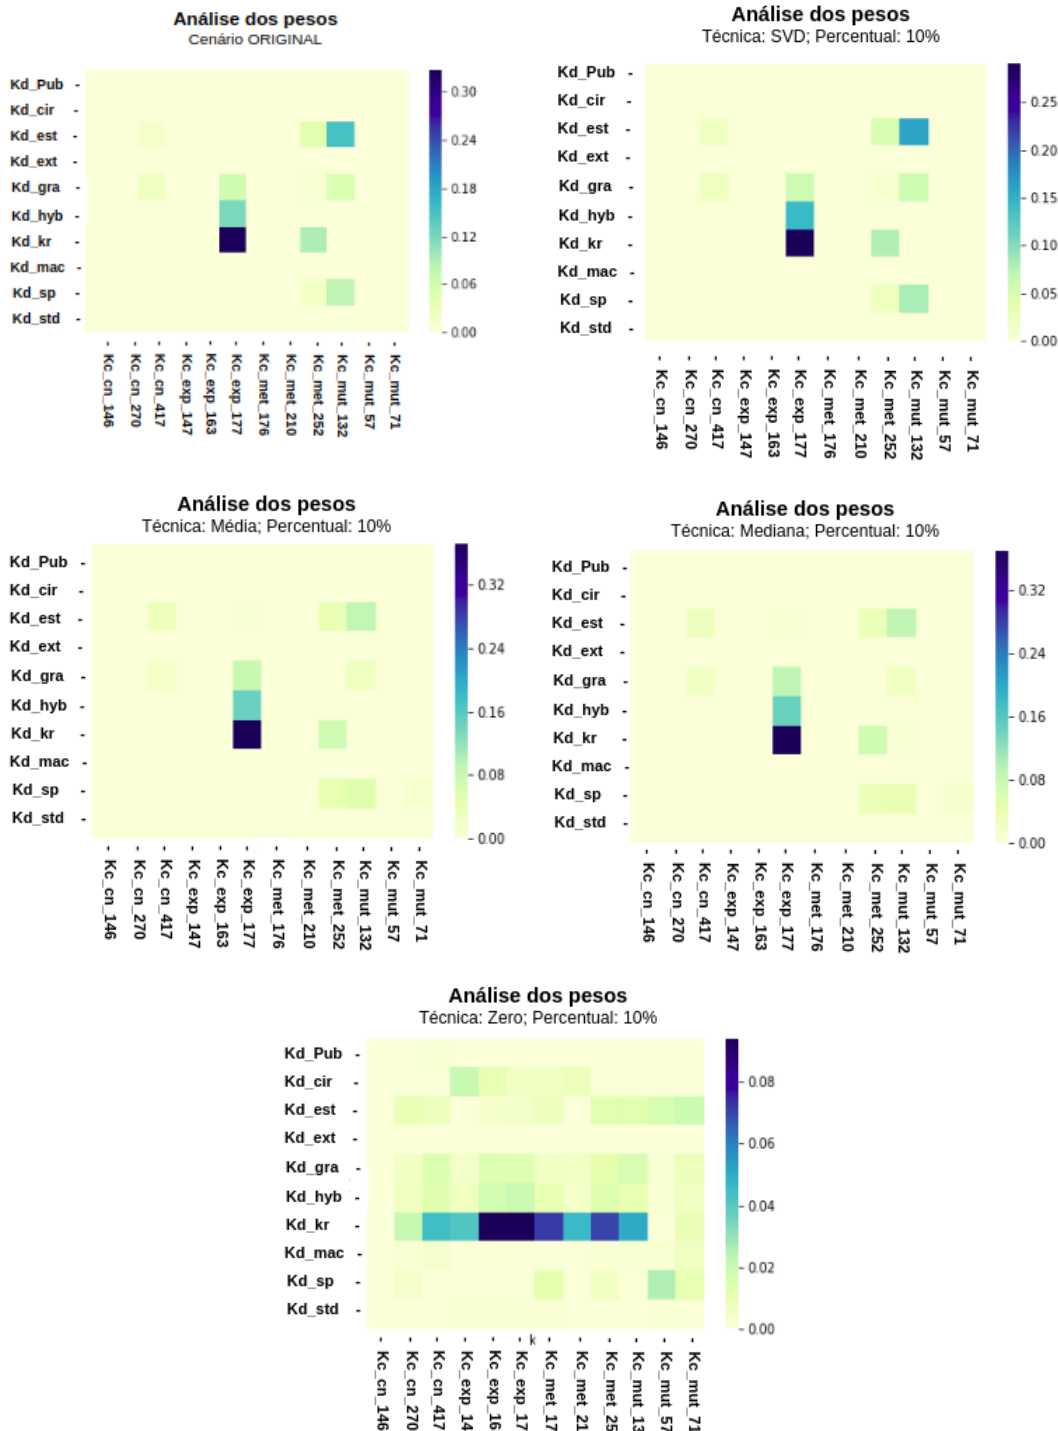 Análise dos pesos
Cenário ORIGINAL
Kd_Pub -
Kd_cir -
Kd_est -
Kd_ext -
Kd_gra -
Kd_hyb -
Kd_kr -
Kd_mac -
Kd_sp -
Kd_std -
- 0.30
- 0.24
- 0.18
- 0.12
- 0.06
- 0.00
- Kc_cn_146
- Kc_cn_270
- Kc_cn_417
- Kc_exp_147
- Kc_exp_163
- Kc_exp_177
- Kc_met_176
- Kc_met_210
- Kc_met_252
- Kc_mut_132
- Kc_mut_57
- Kc_mut_71
Análise dos pesos
Técnica: SVD; Percentual: 10%
Kd_Pub -
Kd_cir -
Kd_est -
Kd_ext -
Kd_gra -
Kd_hyb -
Kd_kr -
Kd_mac -
Kd_sp -
Kd_std -
- 0.25
- 0.20
- 0.15
- 0.10
- 0.05
- 0.00
- Kc_cn_146
- Kc_cn_270
- Kc_cn_417
- Kc_exp_147
- Kc_exp_163
- Kc_exp_177
- Kc_met_176
- Kc_met_210
- Kc_met_252
- Kc_mut_132
- Kc_mut_57
- Kc_mut_71
Análise dos pesos
Técnica: Média; Percentual: 10%
Kd_Pub -
Kd_cir -
Kd_est -
Kd_ext -
Kd_gra -
Kd_hyb -
Kd_kr -
Kd_mac -
Kd_sp -
Kd_std -
- 0.32
- 0.24
- 0.16
- 0.08
- 0.00
- Kc_cn_146
- Kc_cn_270
- Kc_cn_417
- Kc_exp_147
- Kc_exp_163
- Kc_exp_177
- Kc_met_176
- Kc_met_210
- Kc_met_252
- Kc_mut_132
- Kc_mut_57
- Kc_mut_71
Análise dos pesos
Técnica: Mediana; Percentual: 10%
Kd_Pub -
Kd_cir -
Kd_est -
Kd_ext -
Kd_gra -
Kd_hyb -
Kd_kr -
Kd_mac -
Kd_sp -
Kd_std -
- 0.32
- 0.24
- 0.16
- 0.08
- 0.00
- Kc_cn_146
- Kc_cn_270
- Kc_cn_417
- Kc_exp_147
- Kc_exp_163
- Kc_exp_177
- Kc_met_176
- Kc_met_210
- Kc_met_252
- Kc_mut_132
- Kc_mut_57
- Kc_mut_71
Análise dos pesos
Técnica: Zero; Percentual: 10%
Kd_Pub -
Kd_cir -
Kd_est -
Kd_ext -
Kd_gra -
Kd_hyb -
Kd_kr -
Kd_mac -
Kd_sp -
Kd_std -
- 0.08
- 0.06
- 0.04
- 0.02
- 0.00
- Kc_cn_146
- Kc_cn_270
- Kc_cn_417
- Kc_exp_14
- Kc_exp_16
- Kc_exp_17
k
- Kc_met_17
- Kc_met_21
- Kc_met_25
- Kc_mut_13
- Kc_mut_57
- Kc_mut_71